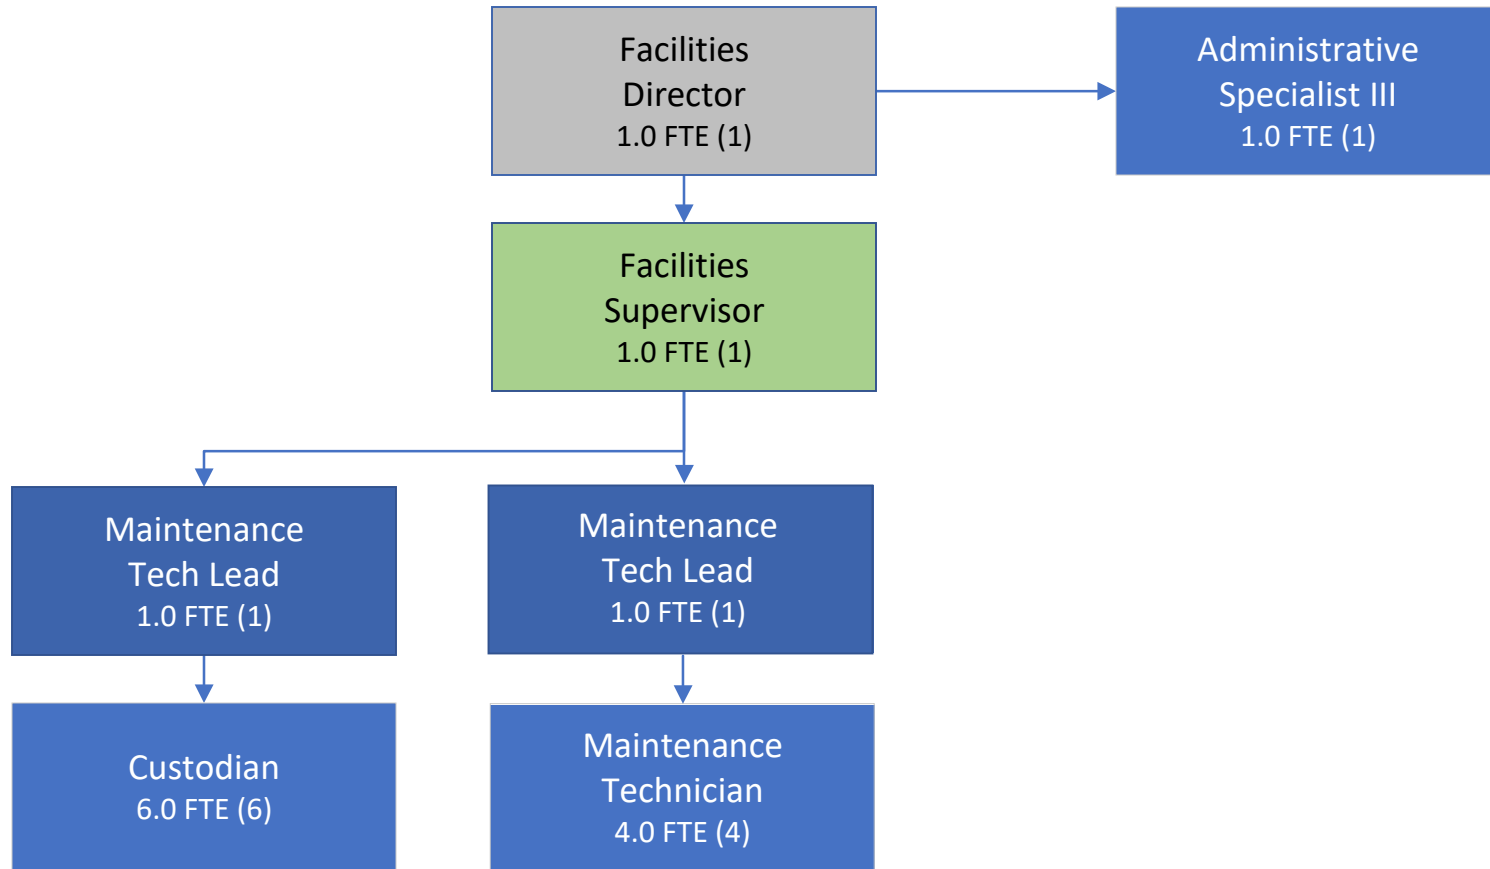 Facilities
Director
1.0 FTE (1)
Administrative
Specialist III
1.0 FTE (1)
Facilities
Supervisor
1.0 FTE (1)
Maintenance
Tech Lead
1.0 FTE (1)
Maintenance
Tech Lead
1.0 FTE (1)
Custodian
6.0 FTE (6)
Maintenance
Technician
4.0 FTE (4)